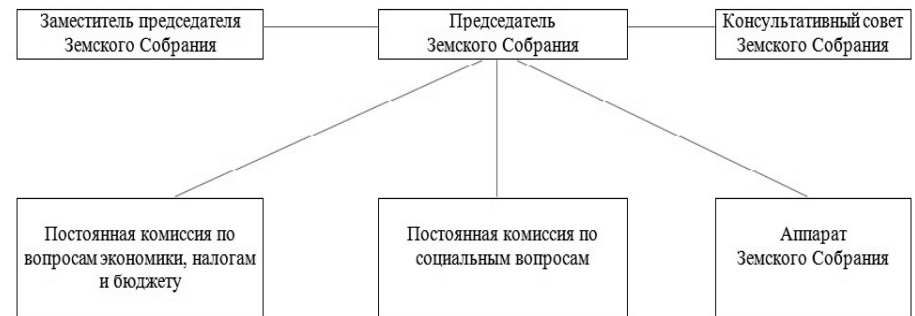 Заместитель председателя
Земского Собрания
Председатель
Земского Собрания
Консультативный совет
Земского Собрания
Постоянная комиссия по
вопросам экономики, налогам
и бюджету
Постоянная комиссия по
социальным вопросам
Аппарат
Земского Собрания